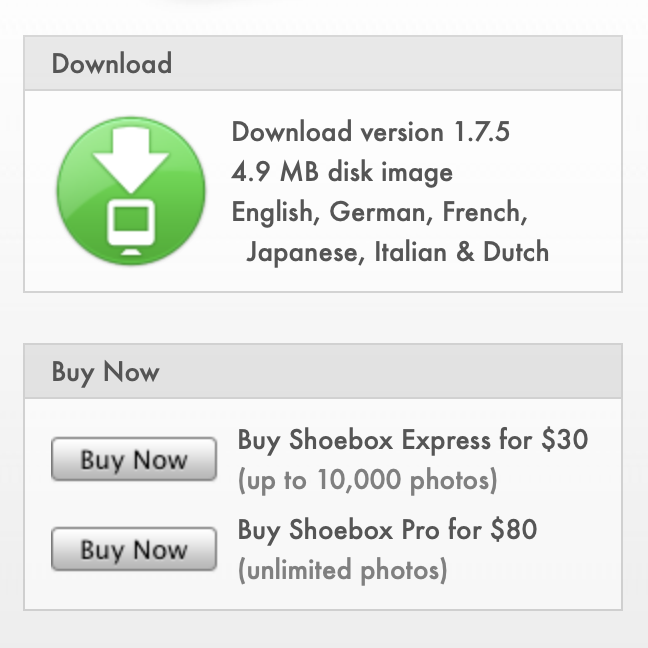 Download
Download version 1.7.5
4.9 MB disk image
English, German, French,
Japanese, Italian & Dutch
Buy Now
Buy Now
Buy Shoebox Express for $30
(up to 10,000 photos)
Buy Now
Buy Shoebox Pro for $80
(unlimited photos)